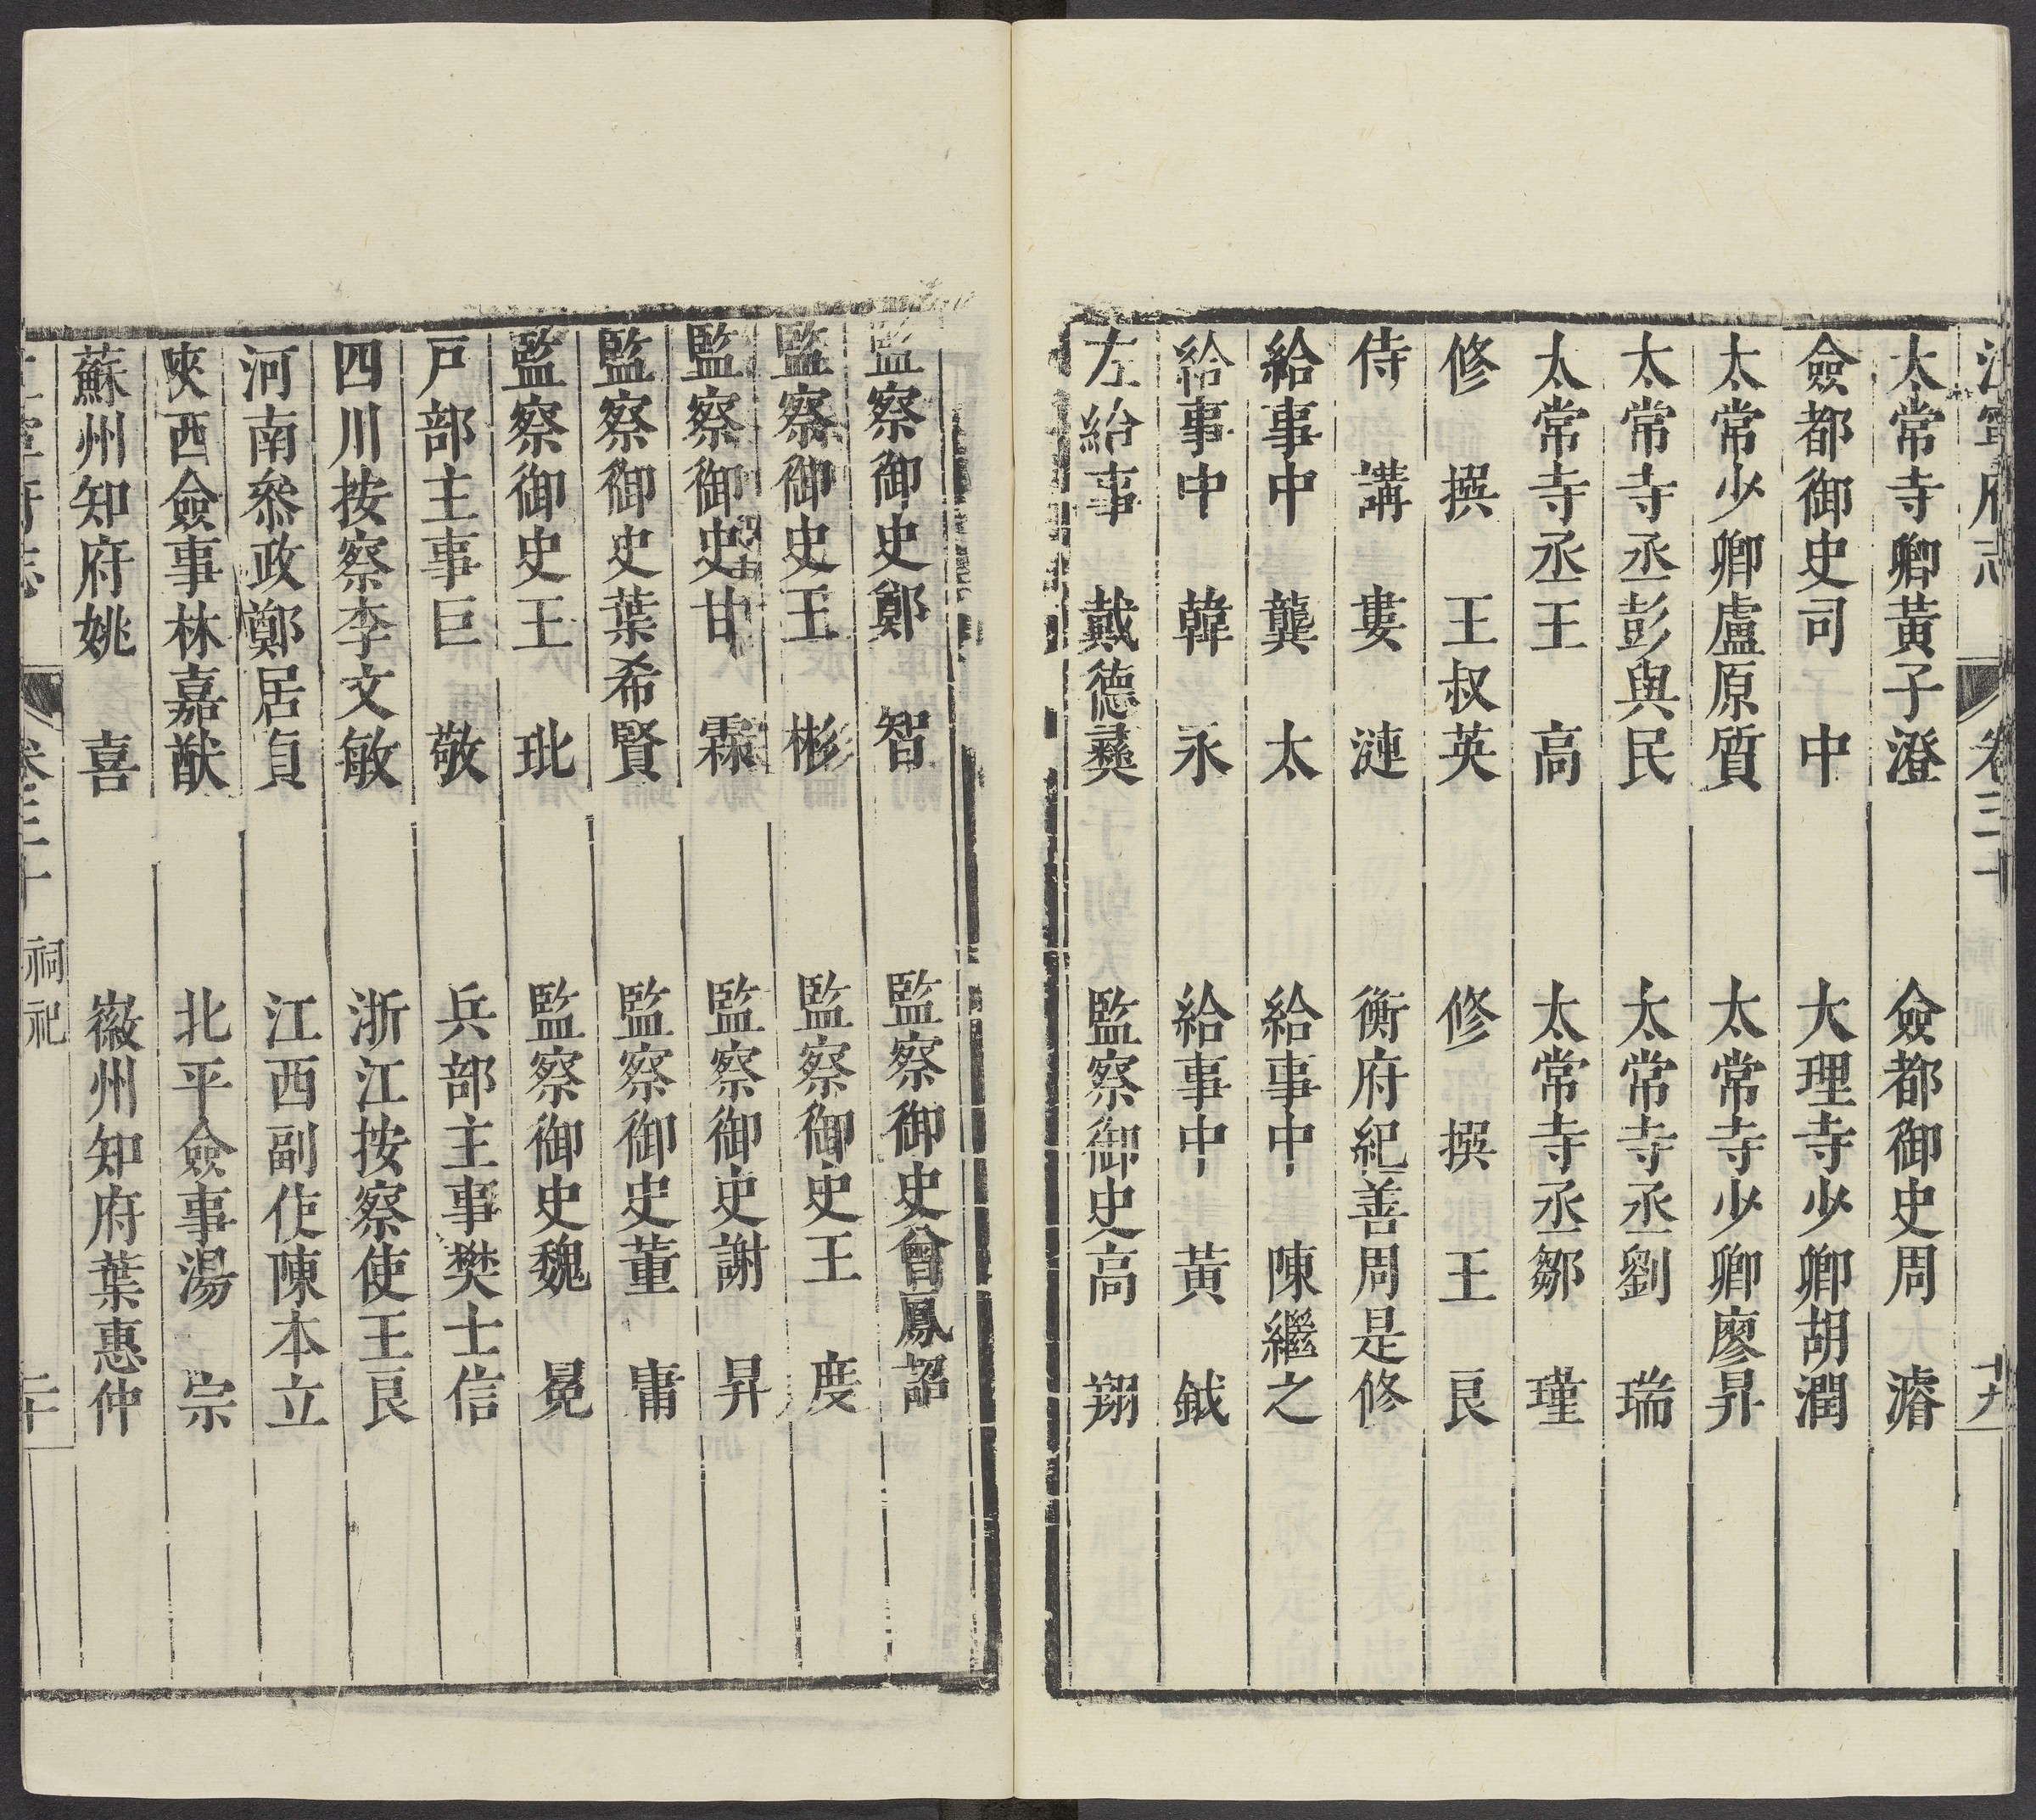 江寧府志 卷三十 十九
太常寺卿黃子澄 僉都御史周 濬
僉都御史司 中 大理寺少卿胡潤
太常少卿盧原質 太常寺少卿廖昇
太常寺丞彭與民 太常寺丞劉 瑞
太常寺丞王 高 太常寺丞鄒 瑾
修 撰 王叔英 修 撰 王 艮
侍 講 婁 漣 衡府紀善周是修
給事中 龔 太 給事中 陳繼之
給事中 韓 永 給事中 黃 鉞
左給事 戴德彞 監察御史高 翔
監察御史鄭 智 監察御史曾鳳韶
監察御史王 彬 監察御史王 度
監察御史甘 霖 監察御史謝 昇
監察御史葉希賢 監察御史董 庸
監察御史王 玭 監察御史魏 冕
戸部主事巨 敬 兵部主事樊士信
四川按察李文敏 浙江按察使王艮
河南叅政鄭居貞 江西副使陳本立
陝西僉事林嘉猷 北平僉事湯 宗
蘇州知府姚 喜 徽州知府葉惠仲
江寧府志 卷三十 祠祀 二十